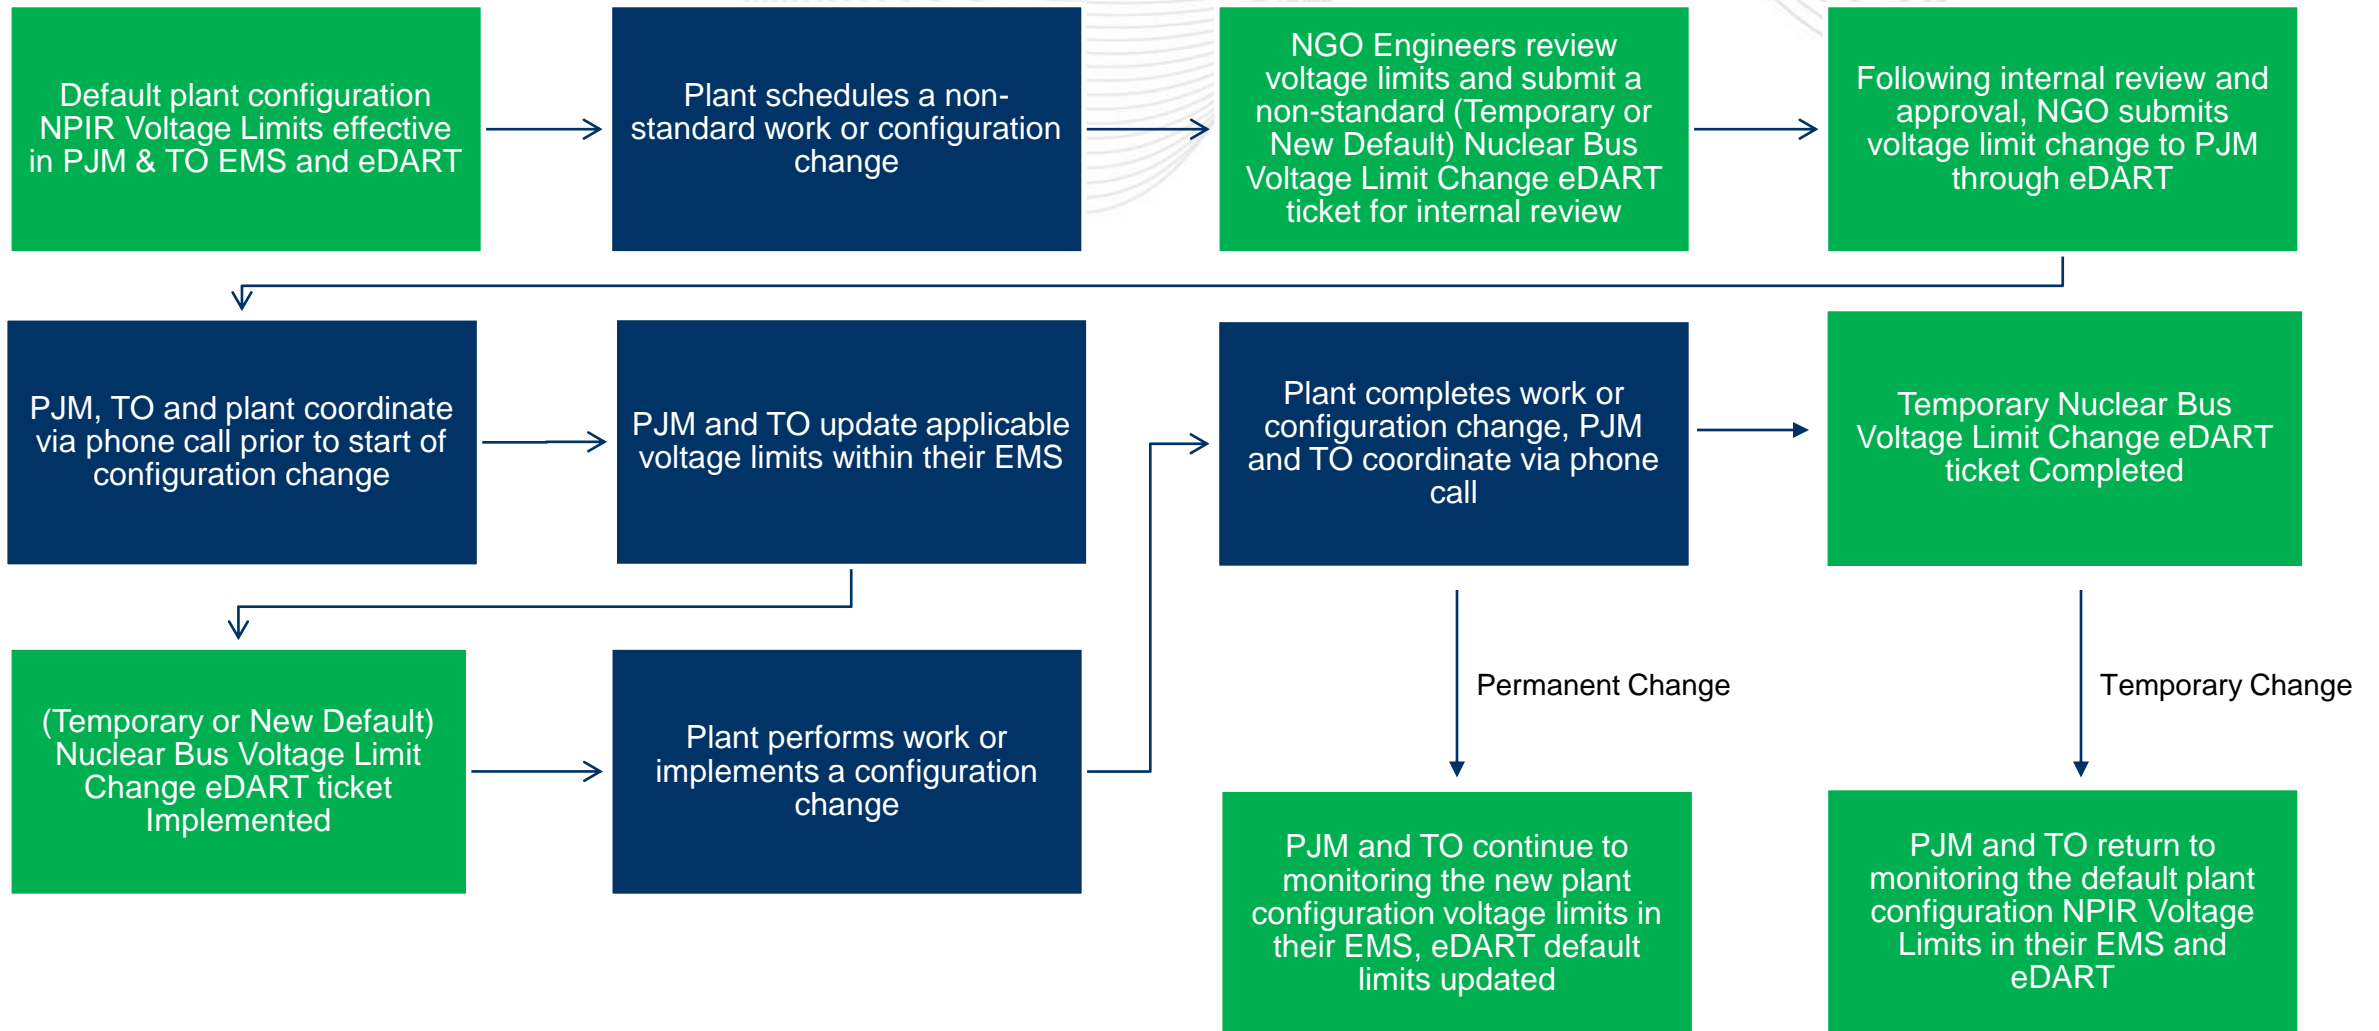 Default plant configuration
NPIR Voltage Limits effective
in PJM & TO EMS and eDART
Plant schedules a non-
standard work or configuration
change
NGO Engineers review
voltage limits and submit a
non-standard (Temporary or
New Default) Nuclear Bus
Voltage Limit Change eDART
ticket for internal review
Following internal review and
approval, NGO submits
voltage limit change to PJM
through eDART
PJM, TO and plant coordinate
via phone call prior to start of
configuration change
PJM and TO update applicable
voltage limits within their EMS
Plant completes work or
configuration change, PJM
and TO coordinate via phone
call
Temporary Nuclear Bus
Voltage Limit Change eDART
ticket Completed
(Temporary or New Default)
Nuclear Bus Voltage Limit
Change eDART ticket
Implemented
Plant performs work or
implements a configuration
change
Permanent Change
Temporary Change
PJM and TO continue to
monitoring the new plant
configuration voltage limits in
their EMS, eDART default
limits updated
PJM and TO return to
monitoring the default plant
configuration NPIR Voltage
Limits in their EMS and
eDART